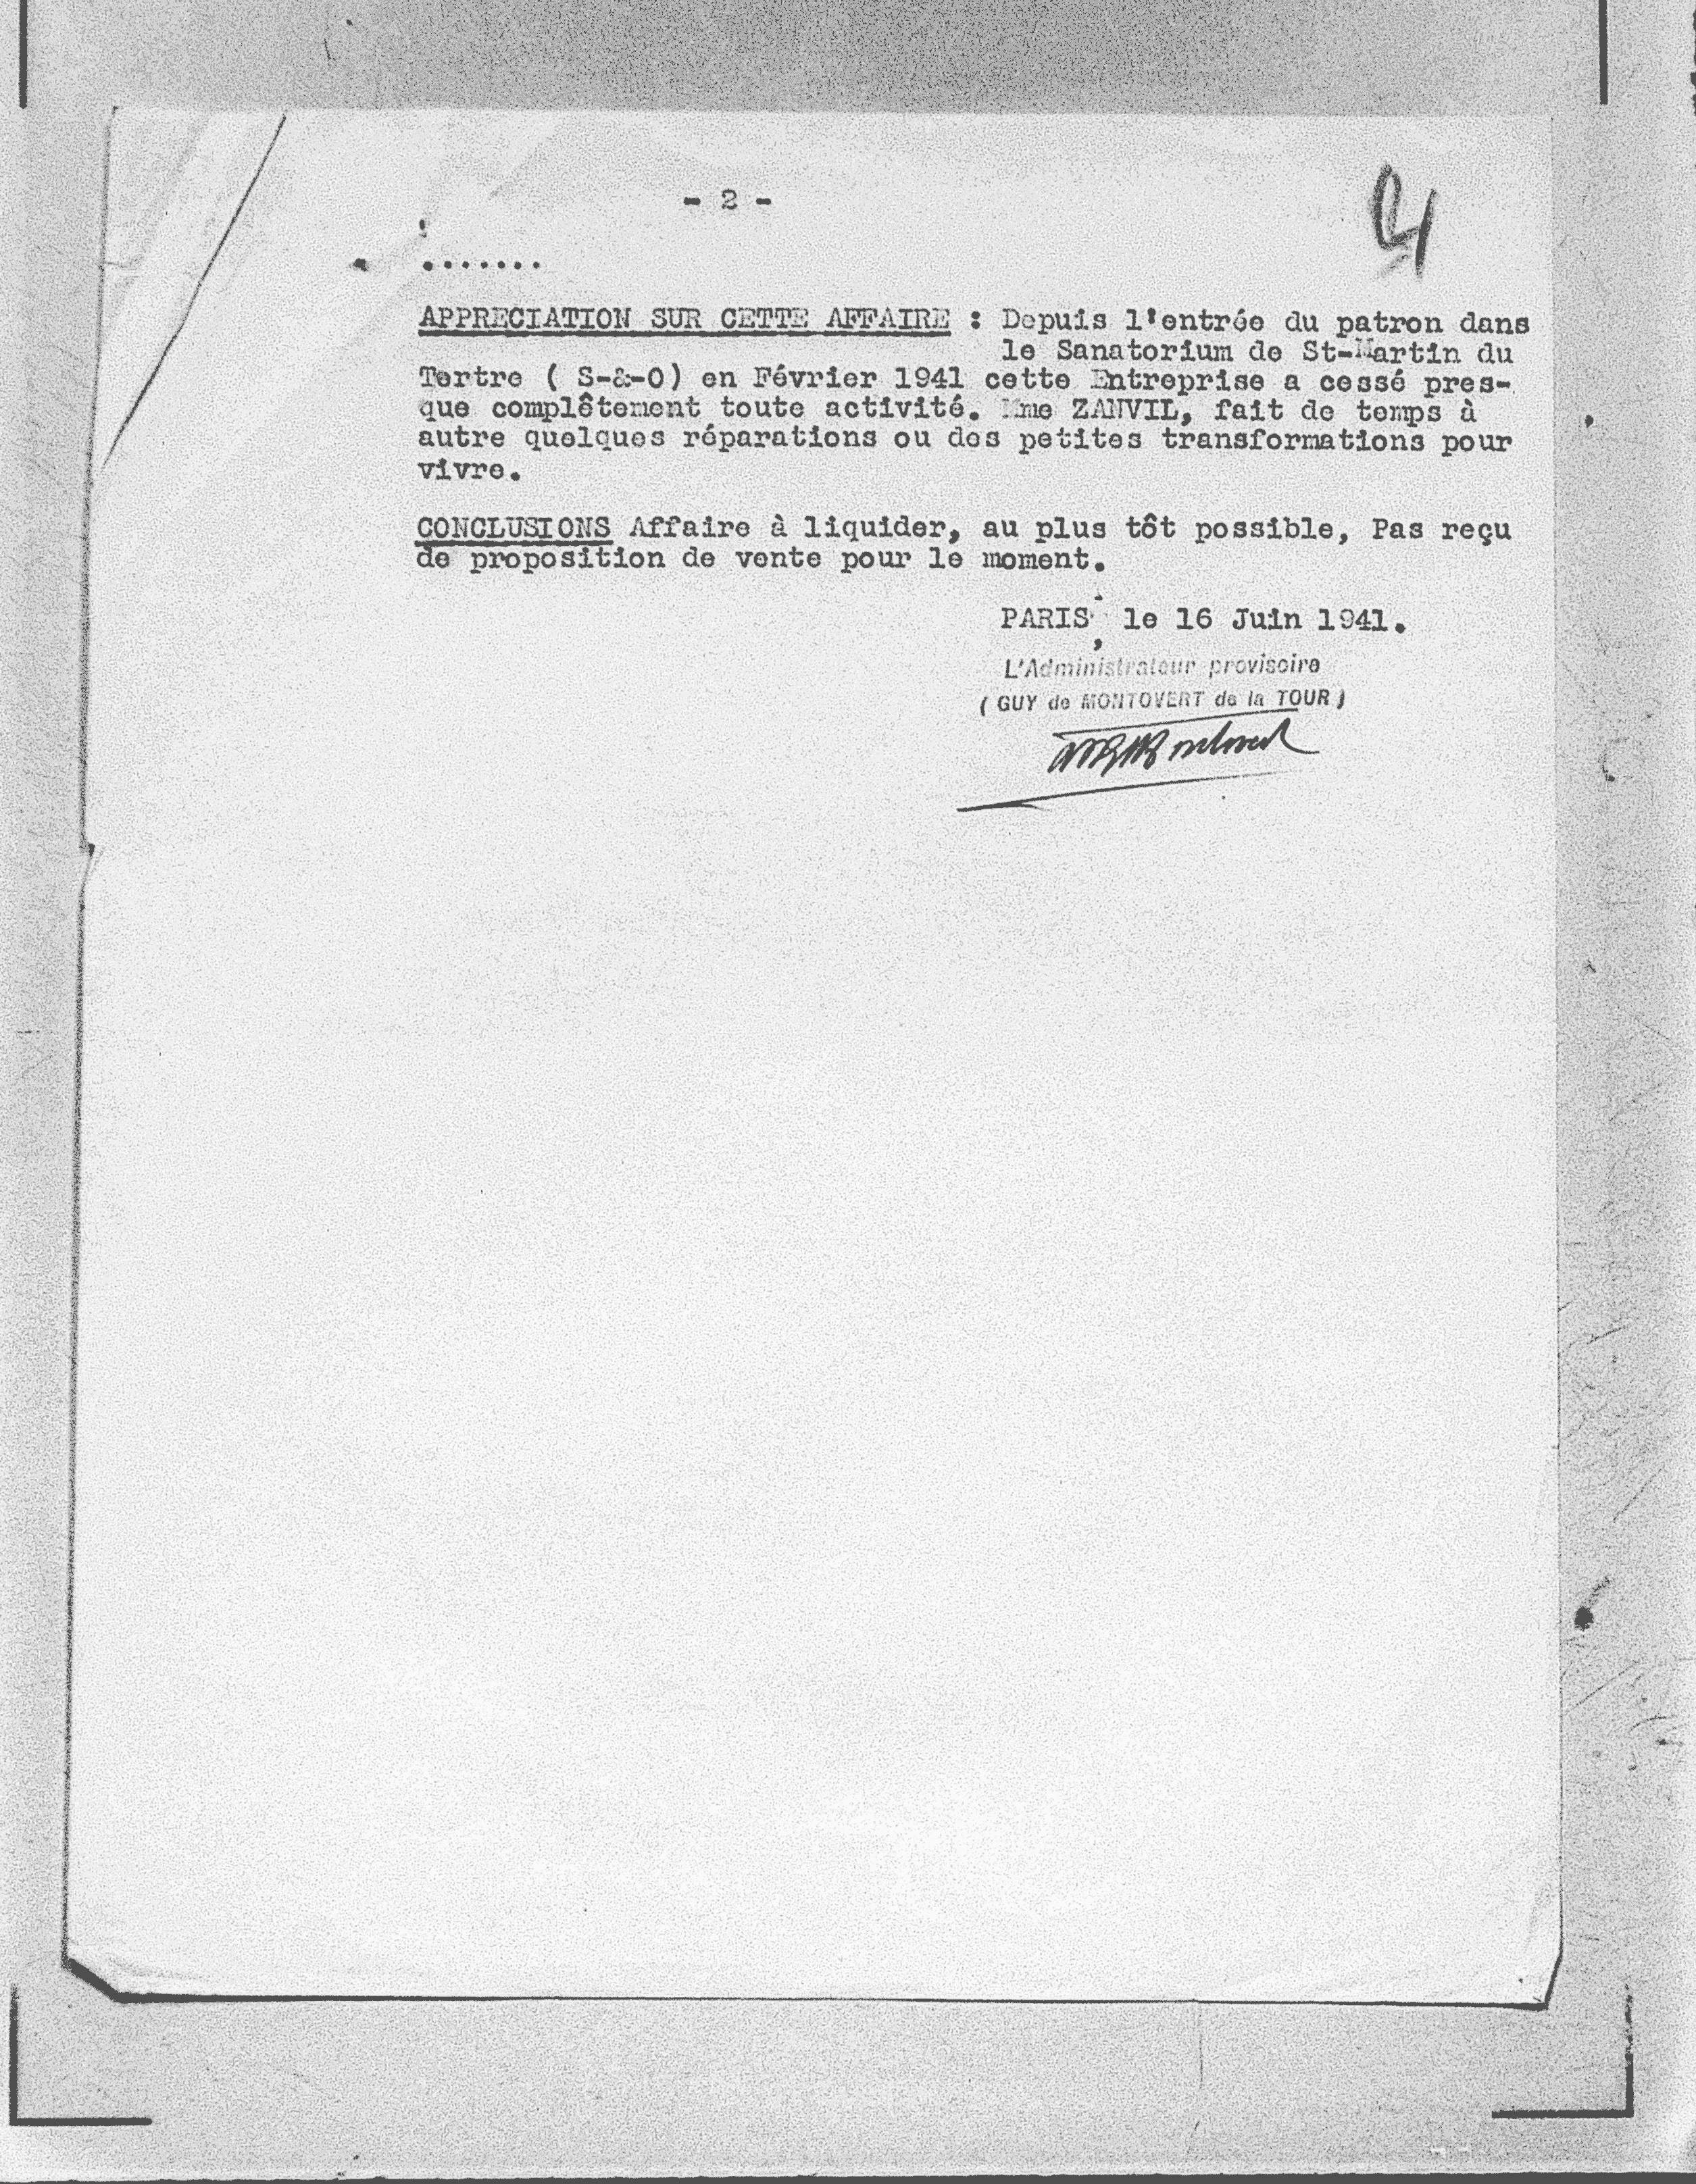 - 2 -
.......
APPRECIATION SUR CETTE AFFAIRE : Depuis l'entrée du patron dans
le Sanatorium de St-Martin du
Tertre ( S-&-O) en Février 1941 cette Entreprise a cessé pres-
que complêtement toute activité. Mme ZANVIL, fait de temps à
autre quelques réparations ou des petites transformations pour
vivre.
CONCLUSIONS Affaire à liquider, au plus tôt possible, Pas reçu
de proposition de vente pour le moment.
PARIS, le 16 Juin 1941.
L'Administrateur provisoire
( GUY de MONTOVERT de la TOUR )